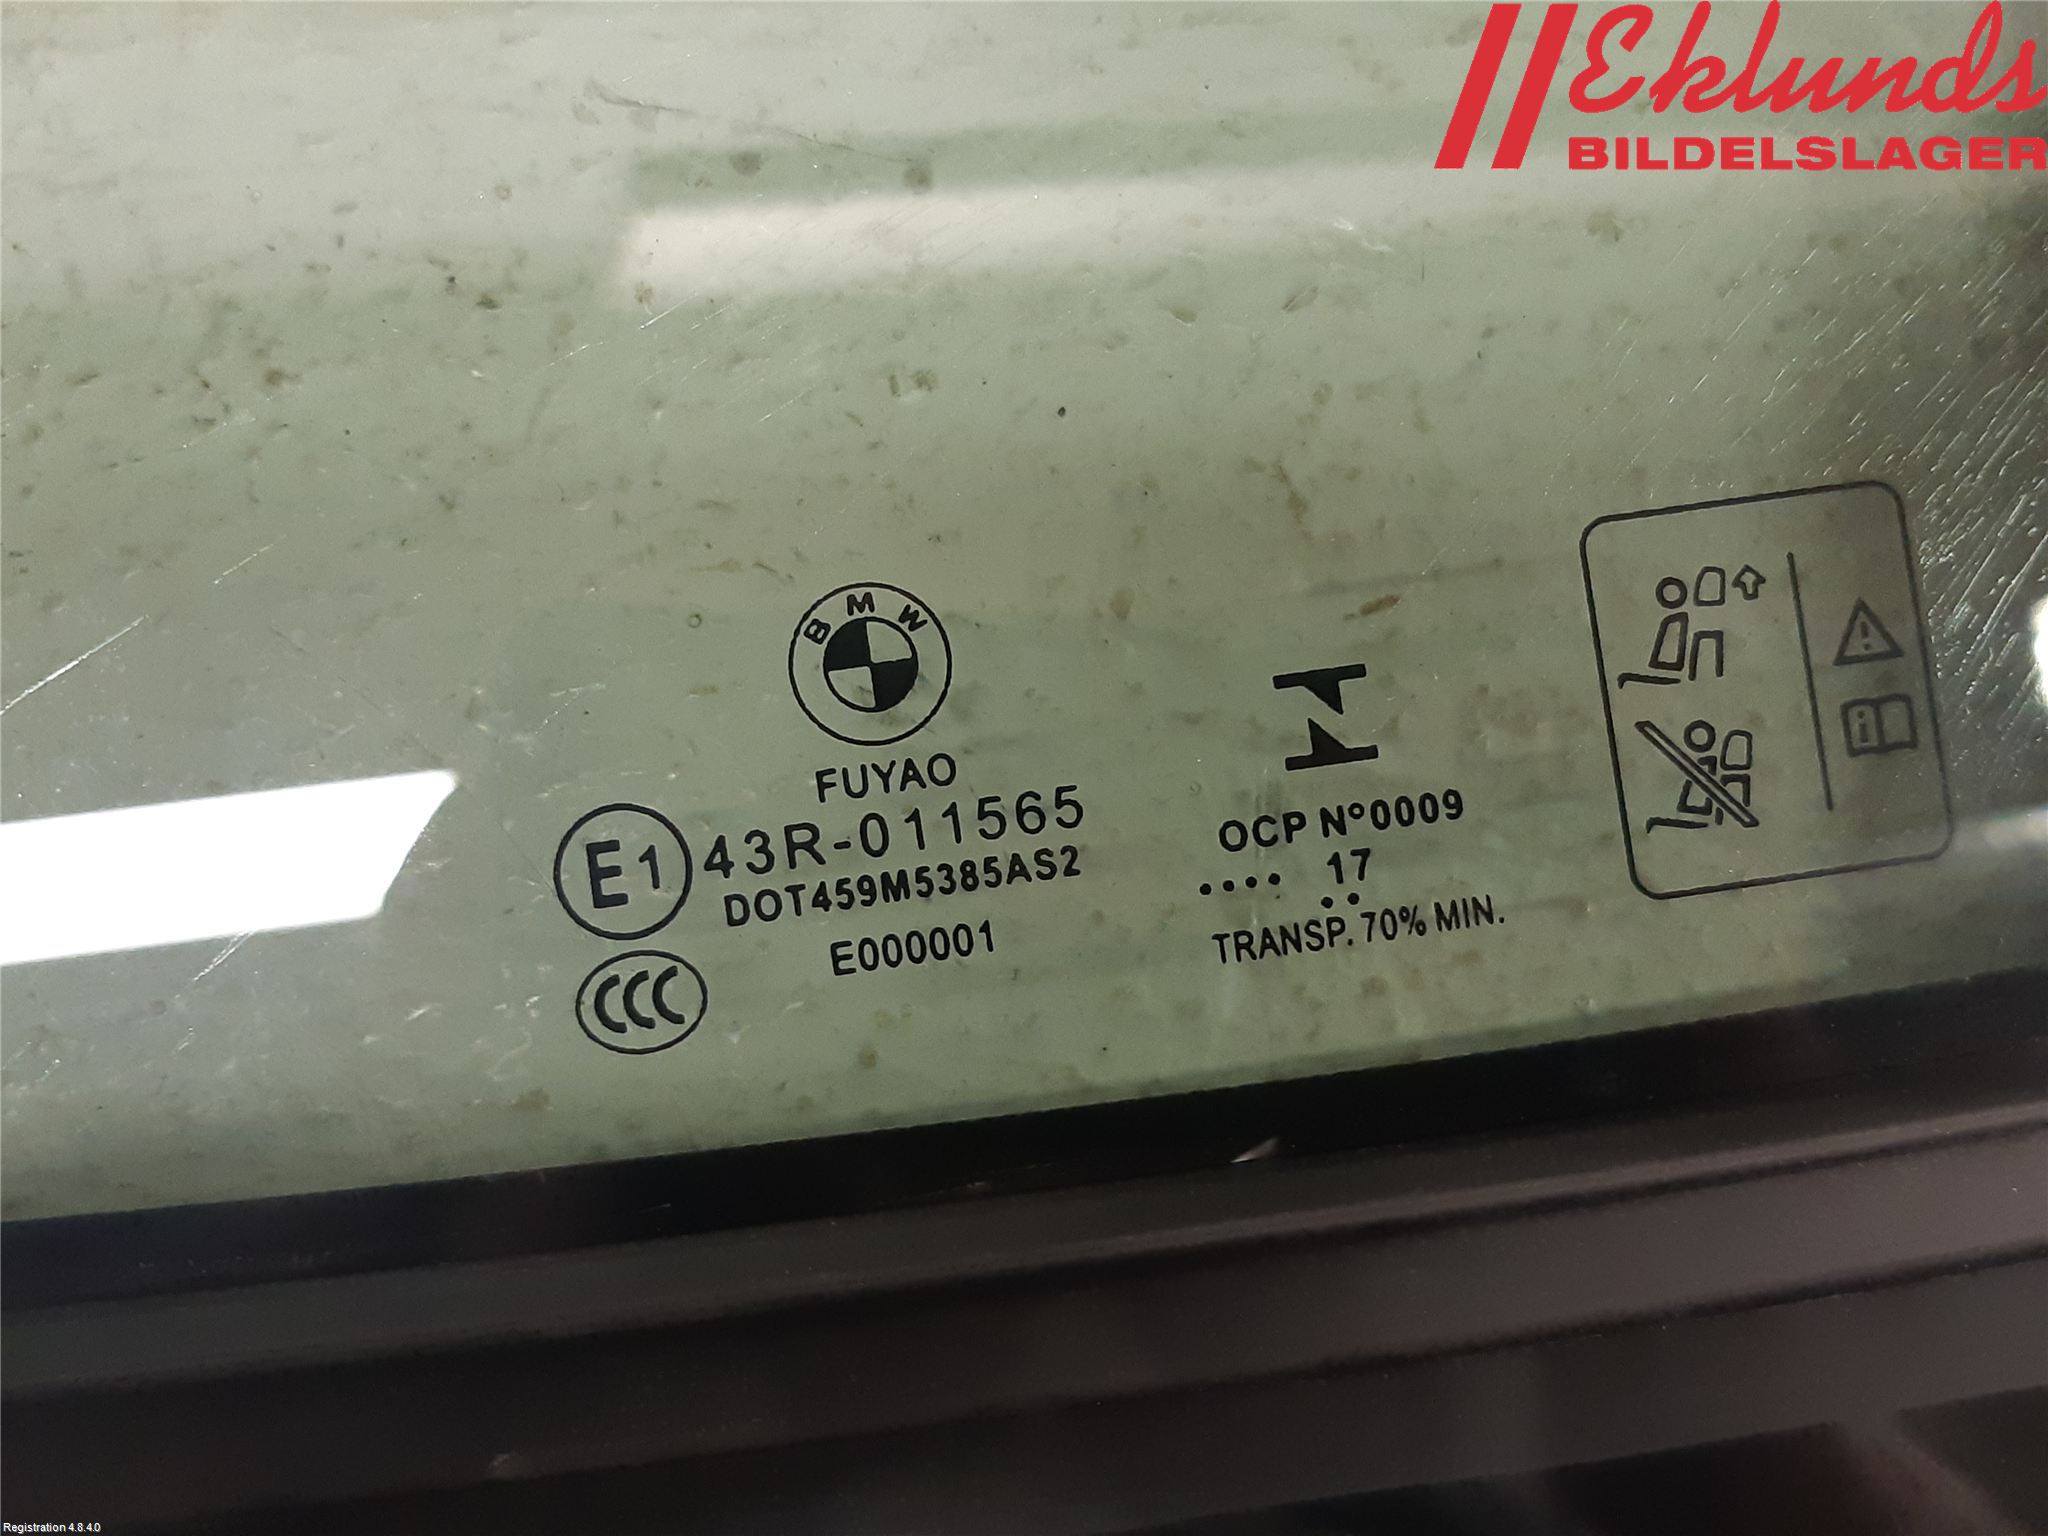 Eklunds
BILDELSLAGER
BMW
FUYAO
E1 43R-011565
DOT459M5385AS2
E000001
CCC
OCP Nº0009
.... 17
..
TRANSP. 70% MIN.
i
Registration 4.8.4.0